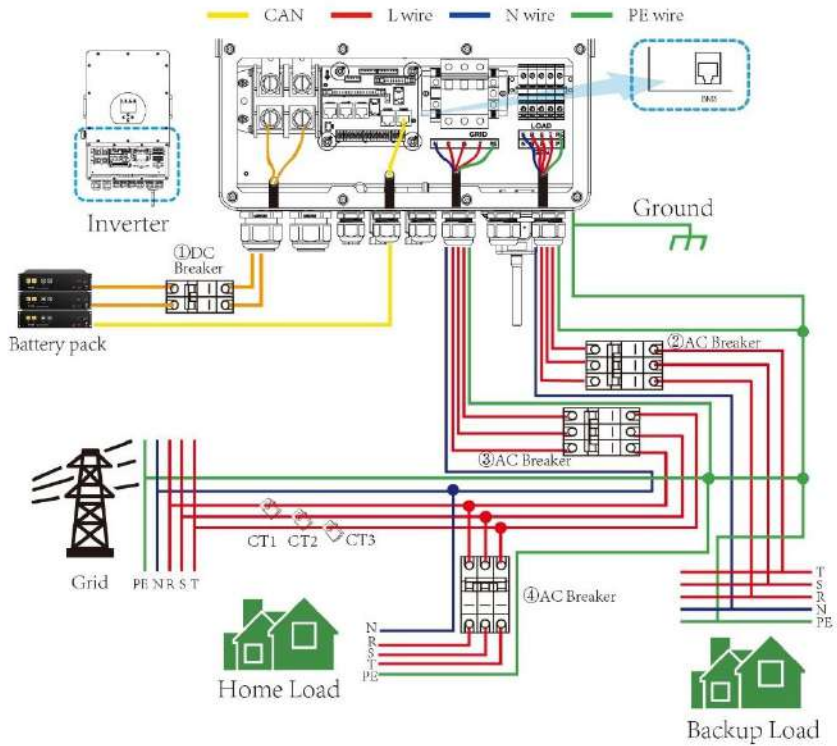 CAN L wire N wire PE wire
BMS
GRID
LOAD
Inverter
Ground
①DC
Breaker
Battery pack
②AC Breaker
③AC Breaker
CT1 CT2 CT3
Grid
PE N R S T
④AC Breaker
T
S
R
N
PE
N
R
S
T
PE
Home Load
Backup Load